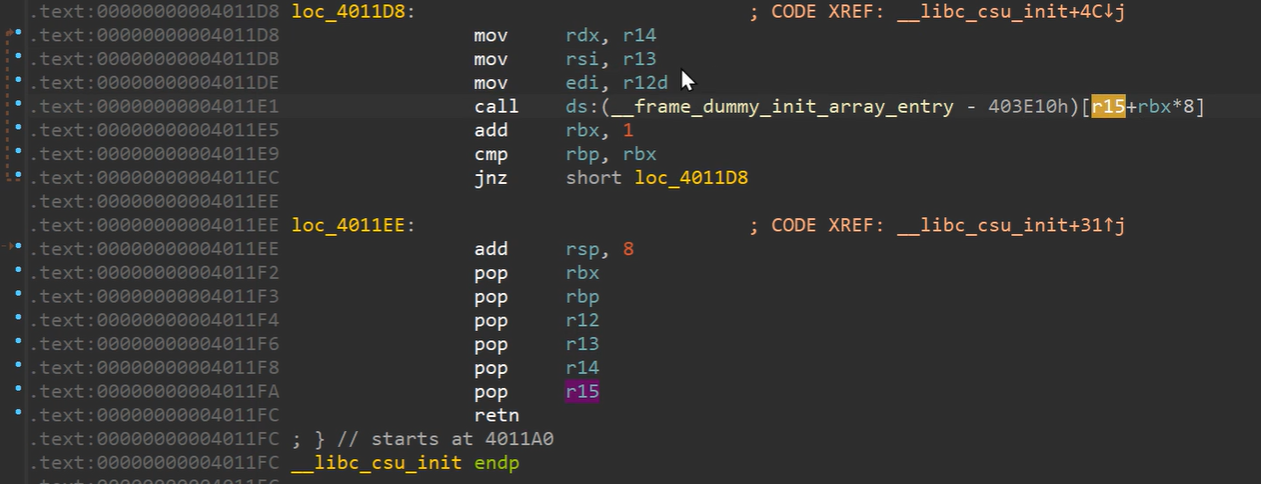 .text:00000000004011D8 loc_4011D8: ; CODE XREF: __libc_csu_init+4C↓j
.text:00000000004011D8 mov rdx, r14
.text:00000000004011DB mov rsi, r13
.text:00000000004011DE mov edi, r12d
.text:00000000004011E1 call ds:(__frame_dummy_init_array_entry - 403E10h)[r15+rbx*8]
.text:00000000004011E5 add rbx, 1
.text:00000000004011E9 cmp rbp, rbx
.text:00000000004011EC jnz short loc_4011D8
.text:00000000004011EE
.text:00000000004011EE loc_4011EE: ; CODE XREF: __libc_csu_init+31↑j
.text:00000000004011EE add rsp, 8
.text:00000000004011F2 pop rbx
.text:00000000004011F3 pop rbp
.text:00000000004011F4 pop r12
.text:00000000004011F6 pop r13
.text:00000000004011F8 pop r14
.text:00000000004011FA pop r15
.text:00000000004011FC retn
.text:00000000004011FC ; } // starts at 4011A0
.text:00000000004011FC __libc_csu_init endp